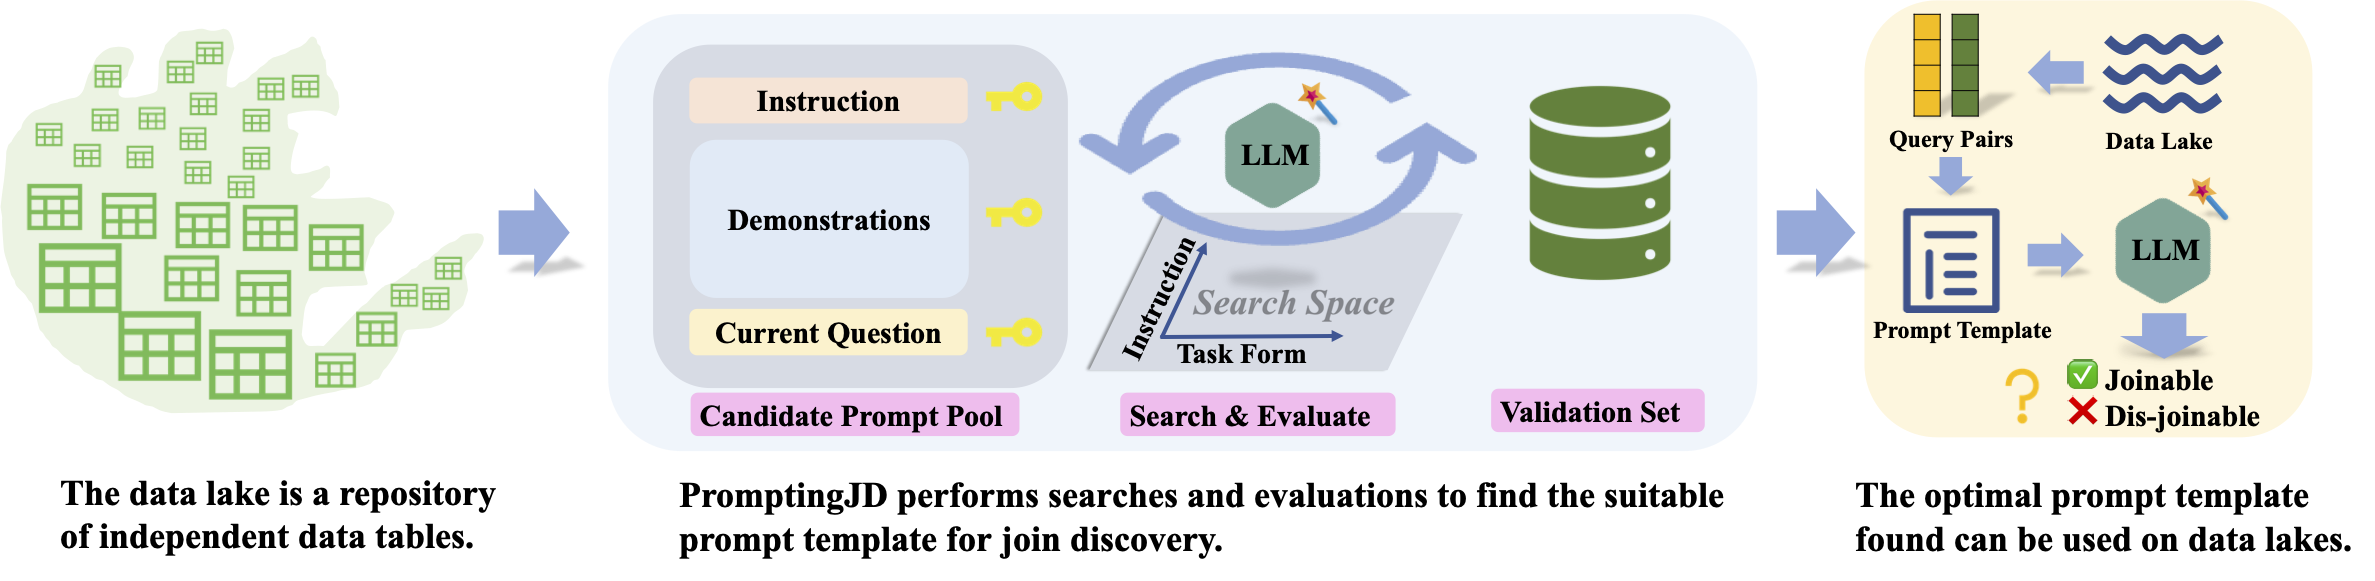 Instruction
Demonstrations
Current Question
Candidate Prompt Pool
LLM
Instruction
Search Space
Task Form
Search & Evaluate
Validation Set
Query Pairs
Data Lake
Prompt Template
LLM
Joinable
Dis-joinable
The data lake is a repository
of independent data tables.
PromptingJD performs searches and evaluations to find the suitable
prompt template for join discovery.
The optimal prompt template
found can be used on data lakes.